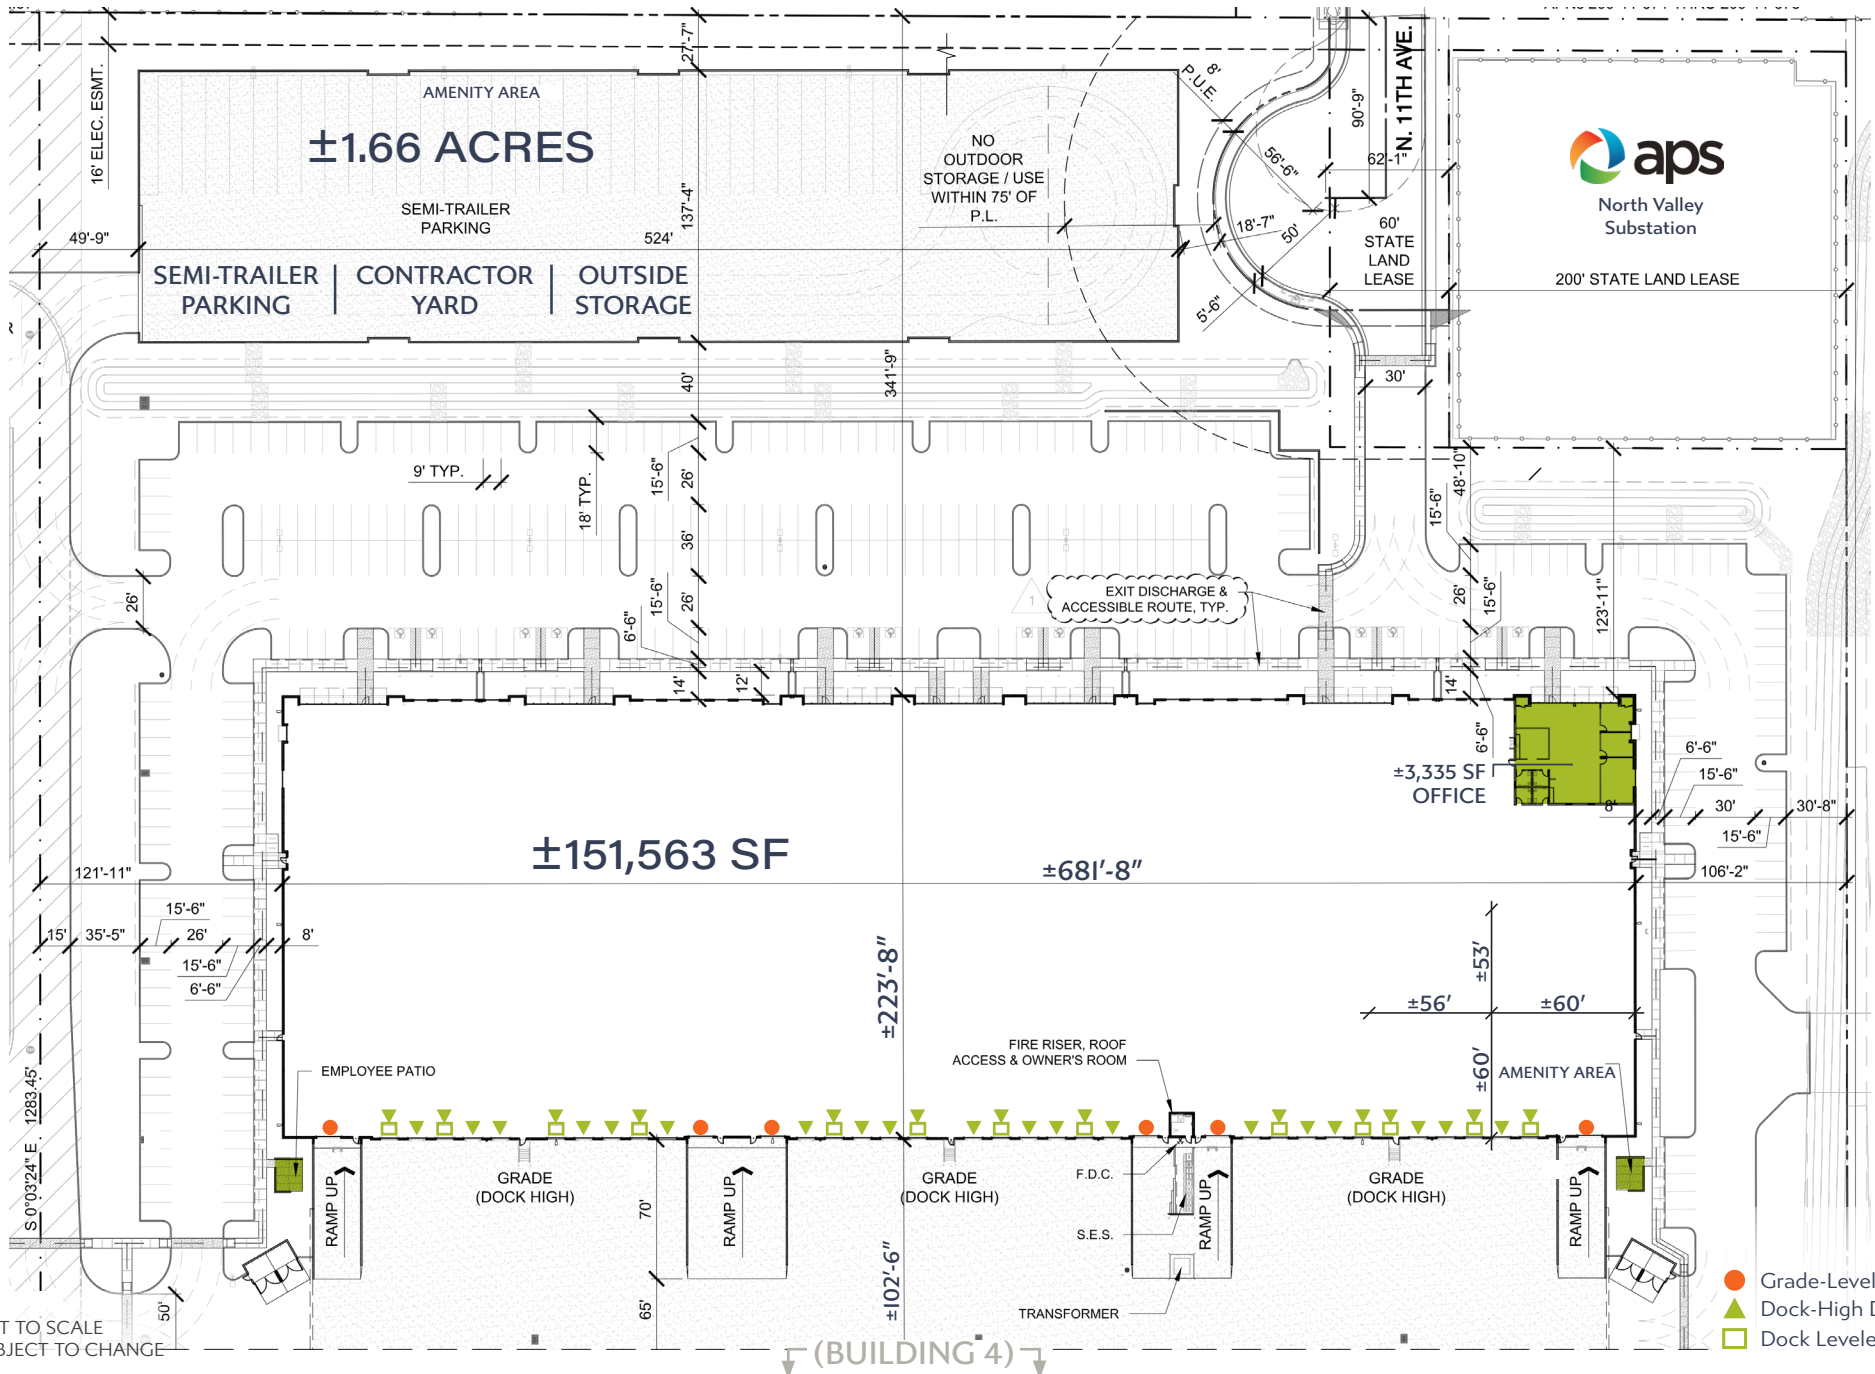 16' ELEC. ESMT.
27'-7"
AMENITY AREA
±1.66 ACRES
SEMI-TRAILER
PARKING
137'-4"
49'-9"
524'
SEMI-TRAILER
PARKING
CONTRACTOR
YARD
OUTSIDE
STORAGE
NO
OUTDOOR
STORAGE / USE
WITHIN 75' OF
P.L.
8'
P.U.E.
56'-6"
18'-7"
50'
5'-6"
90'-9"
N. 11TH AVE.
62'-1"
60'
STATE
LAND
LEASE
aps
North Valley
Substation
200' STATE LAND LEASE
30'
40'
341'-9"
9' TYP.
18' TYP.
15'-6"
26'
36'
15'-6"
26'
6'-6"
14'
12'
26'
48'-10"
15'-6"
26'
15'-6"
123'-11"
14'
6'-6"
1
EXIT DISCHARGE &
ACCESSIBLE ROUTE, TYP.
±3,335 SF
OFFICE
8'
6'-6"
15'-6"
30'
30'-8"
15'-6"
106'-2"
±151,563 SF
±681'-8"
121'-11"
15'-6"
15'
35'-5"
26'
8'
15'-6"
6'-6"
±223'-8"
±53'
±56'
±60'
±60'
FIRE RISER, ROOF
ACCESS & OWNER'S ROOM
EMPLOYEE PATIO
AMENITY AREA
S 0°03'24" E 1283.45'
RAMP UP
GRADE
(DOCK HIGH)
70'
RAMP UP
GRADE
(DOCK HIGH)
F.D.C.
S.E.S.
RAMP UP
GRADE
(DOCK HIGH)
RAMP UP
±102'-6"
65'
50'
TRANSFORMER
Grade-Level
Dock-High
Dock Levele
T TO SCALE
BJECT TO CHANGE
(BUILDING 4)